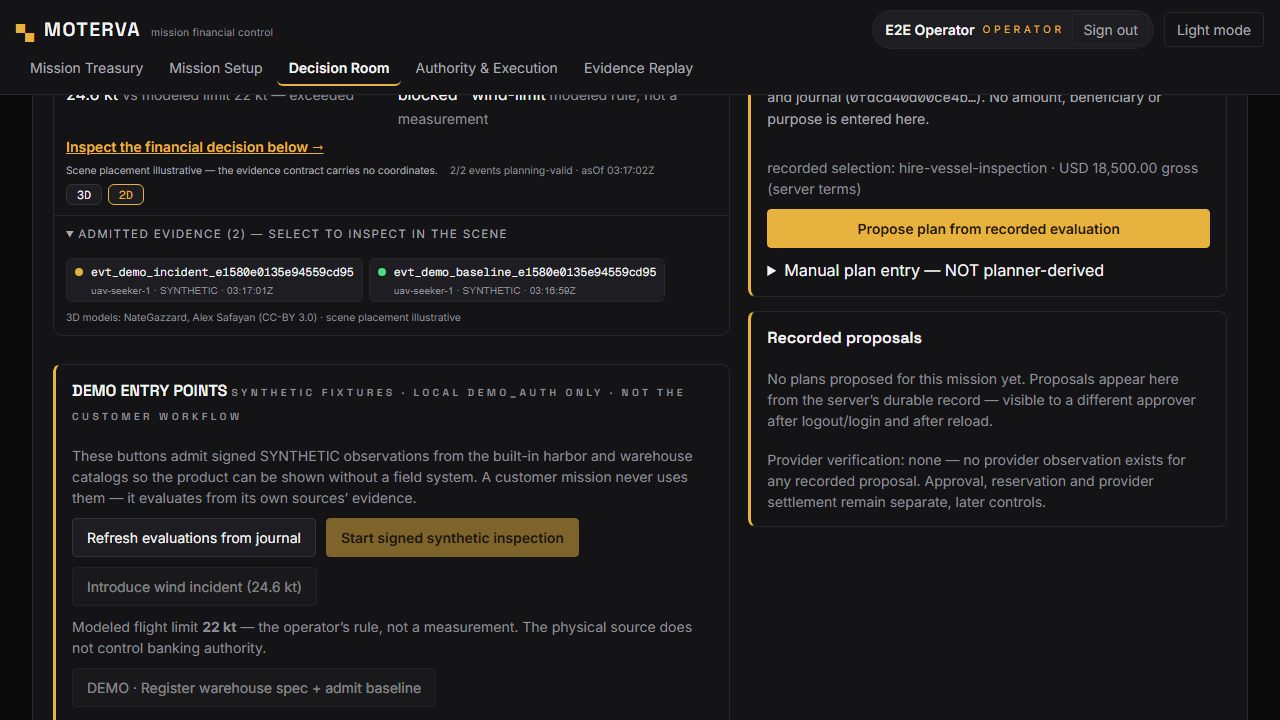 MOTERVA mission financial control
E2E Operator OPERATOR Sign out
Light mode
Mission Treasury Mission Setup Decision Room Authority & Execution Evidence Replay
24.6 kt vs modeled limit 22 kt — exceeded
blocked wind-limit modeled rule, not a
measurement
Inspect the financial decision below →
Scene placement illustrative — the evidence contract carries no coordinates. 2/2 events planning-valid · asOf 03:17:02Z
3D 2D
▼ ADMITTED EVIDENCE (2) — SELECT TO INSPECT IN THE SCENE
evt_demo_incident_e1580e0135e94559cd95
uav-seeker-1 · SYNTHETIC · 03:17:01Z
evt_demo_baseline_e1580e0135e94559cd95
uav-seeker-1 · SYNTHETIC · 03:16:59Z
3D models: NateGazzard, Alex Safayan (CC-BY 3.0) · scene placement illustrative
DEMO ENTRY POINTS SYNTHETIC FIXTURES · LOCAL DEMO_AUTH ONLY · NOT THE
CUSTOMER WORKFLOW
These buttons admit signed SYNTHETIC observations from the built-in harbor and warehouse
catalogs so the product can be shown without a field system. A customer mission never uses
them — it evaluates from its own sources’ evidence.
Refresh evaluations from journal
Start signed synthetic inspection
Introduce wind incident (24.6 kt)
Modeled flight limit 22 kt — the operator’s rule, not a measurement. The physical source does
not control banking authority.
DEMO · Register warehouse spec + admit baseline
and journal (0fdcd40d00ce4b…). No amount, beneficiary or
purpose is entered here.
recorded selection: hire-vessel-inspection · USD 18,500.00 gross
(server terms)
Propose plan from recorded evaluation
▶ Manual plan entry — NOT planner-derived
Recorded proposals
No plans proposed for this mission yet. Proposals appear here
from the server’s durable record — visible to a different approver
after logout/login and after reload.
Provider verification: none — no provider observation exists for
any recorded proposal. Approval, reservation and provider
settlement remain separate, later controls.